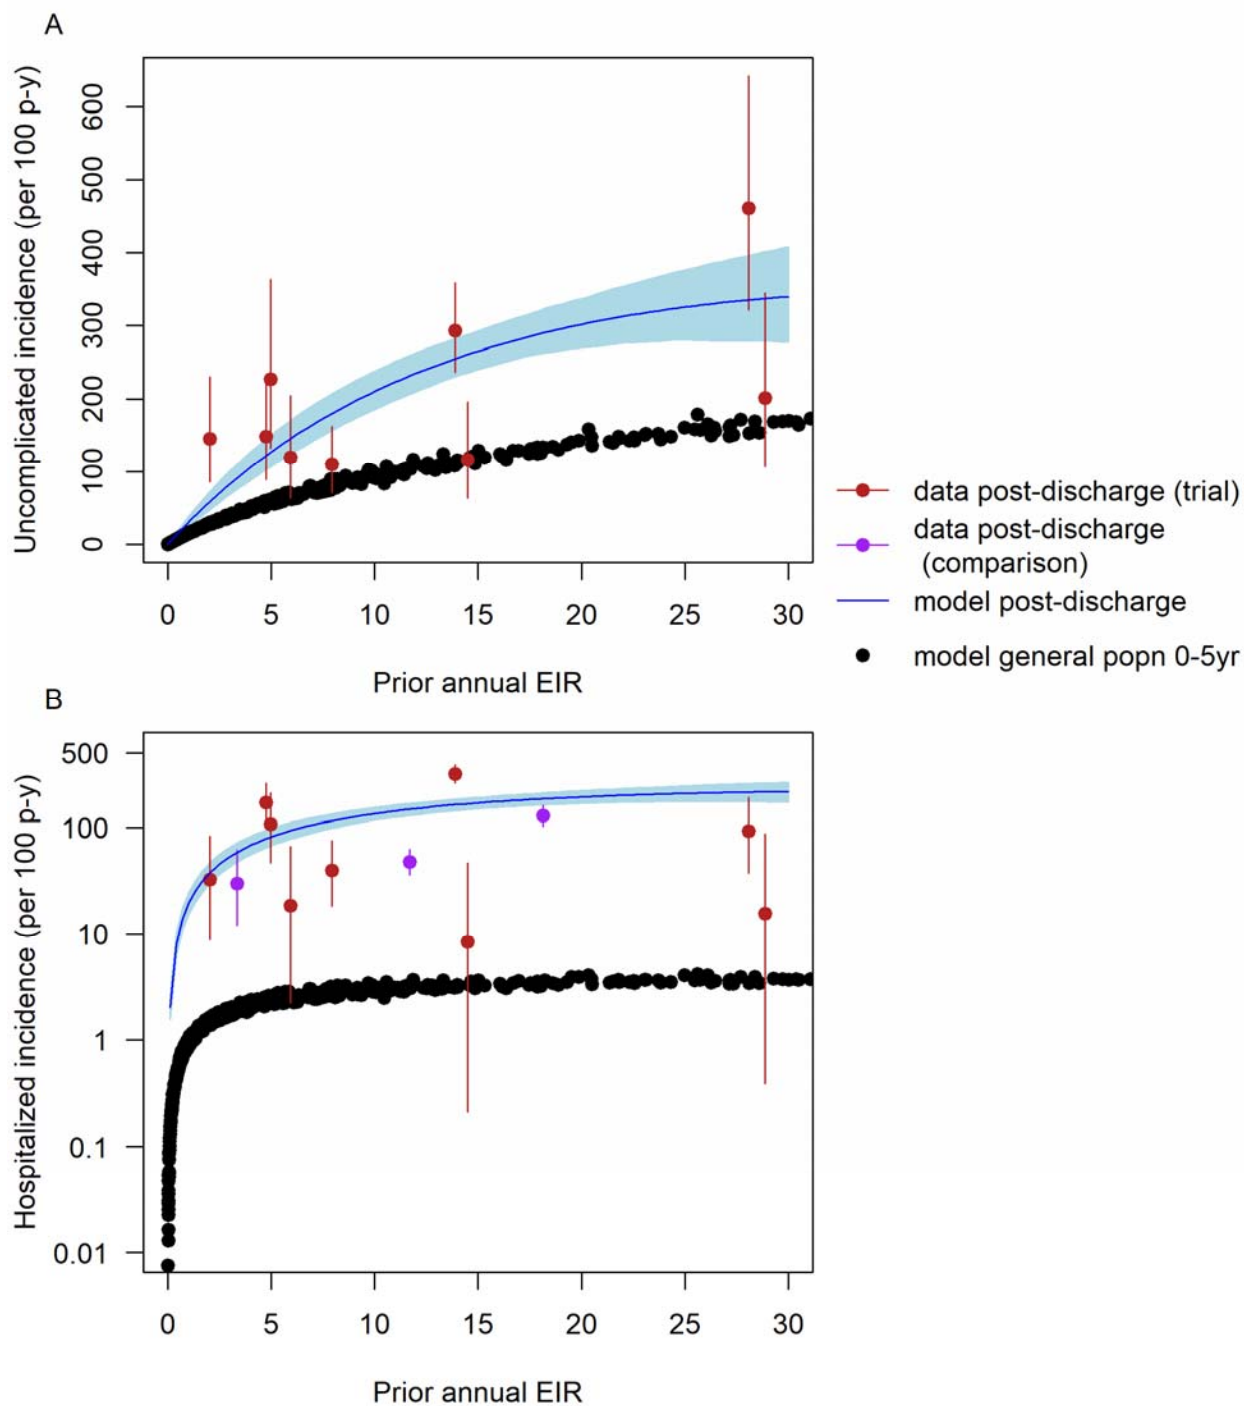 A
Uncomplicated incidence (per 100 p-y)
600
500
400
300
200
100
0
0 5 10 15 20 25 30
Prior annual EIR
data post-discharge (trial)
data post-discharge
(comparison)
model post-discharge
model general popn 0-5yr
B
Hospitalized incidence (per 100 p-y)
500
100
10
1
0.1
0.01
0 5 10 15 20 25 30
Prior annual EIR